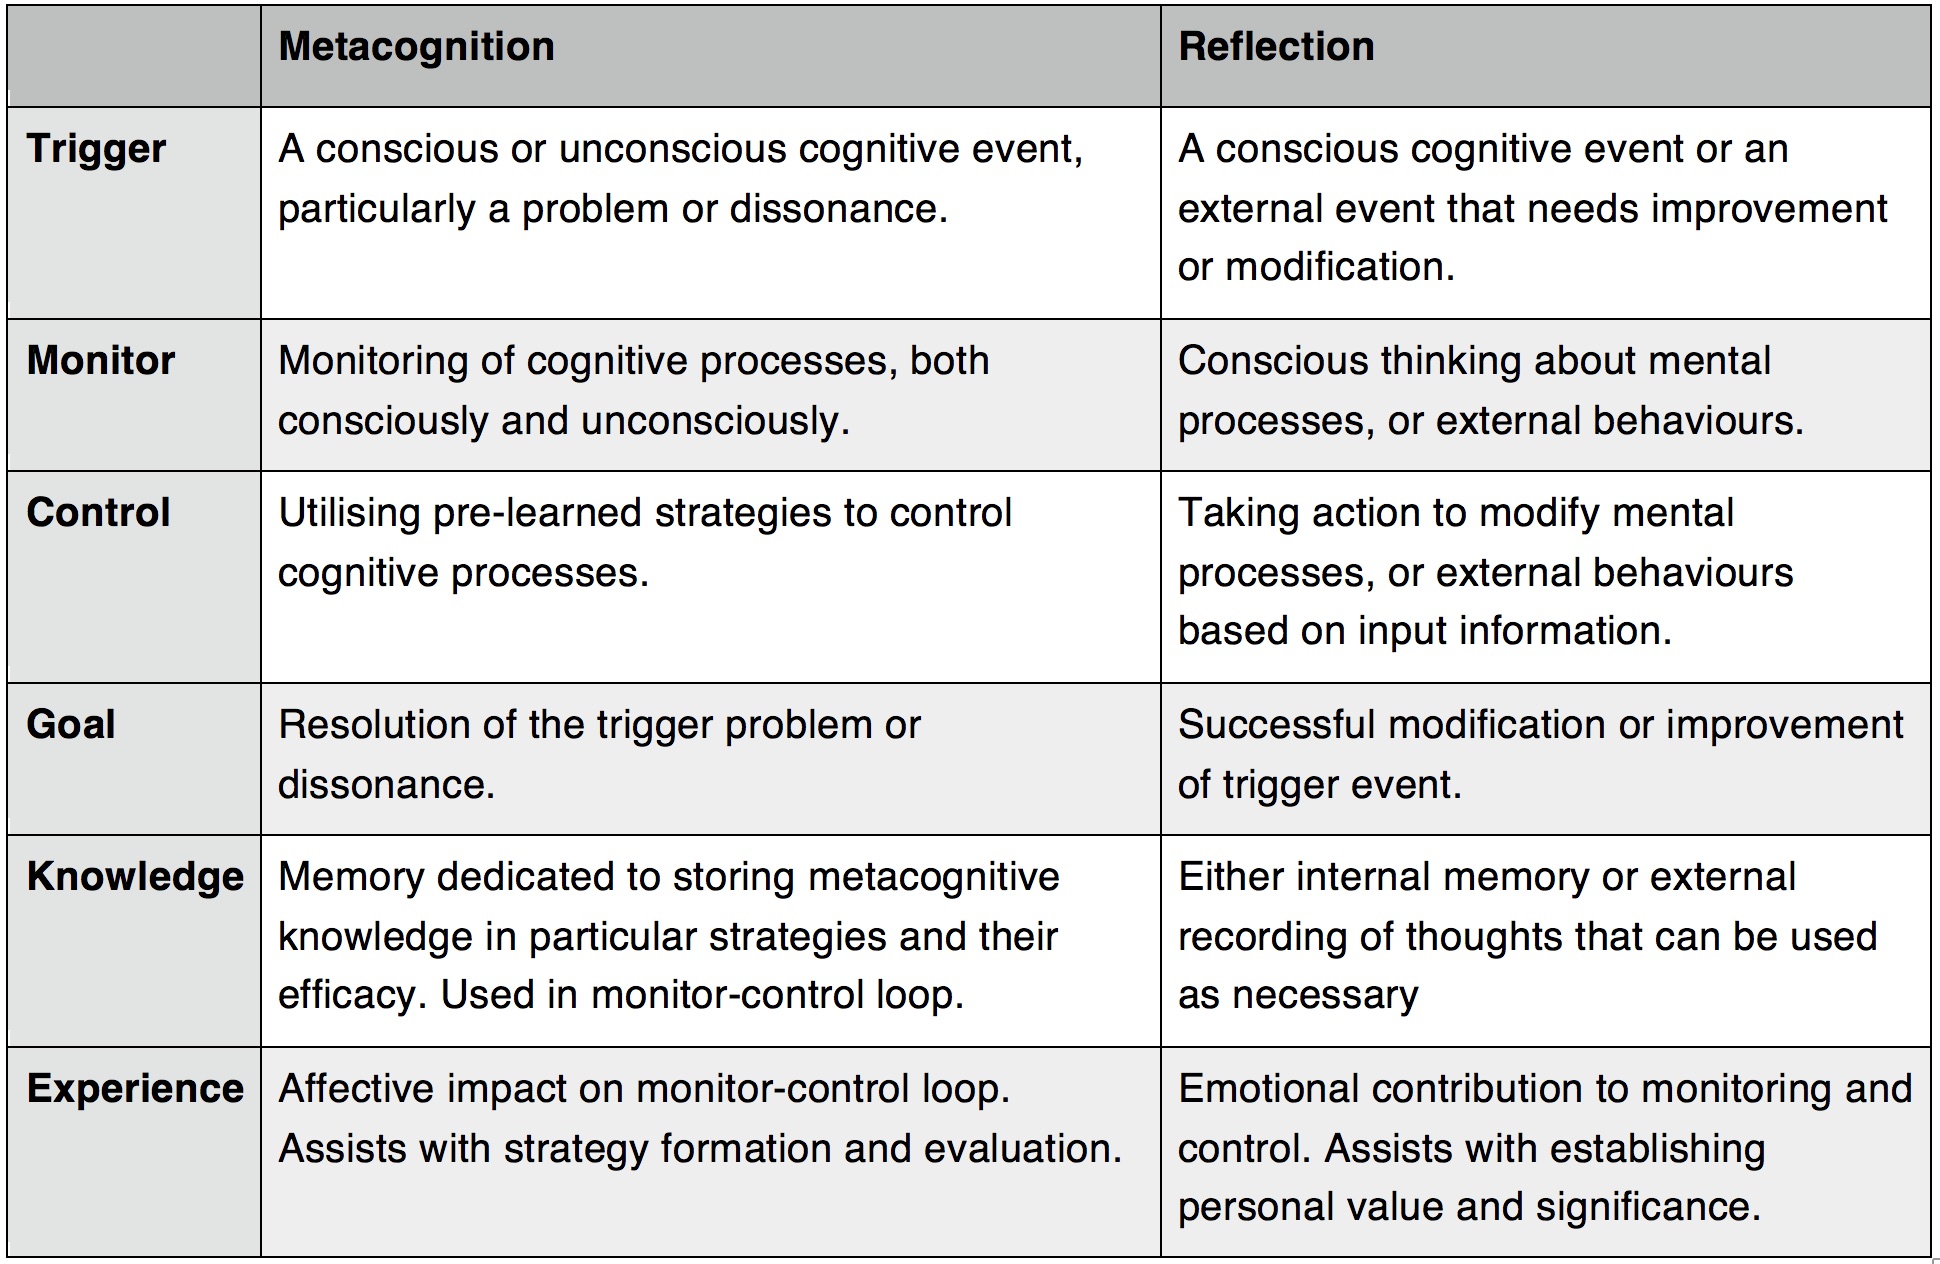 Metacognition
Reflection
Trigger
A conscious or unconscious cognitive event,
particularly a problem or dissonance.
A conscious cognitive event or an
external event that needs improvement
or modification.
Monitor
Monitoring of cognitive processes, both
consciously and unconsciously.
Conscious thinking about mental
processes, or external behaviours.
Control
Utilising pre-learned strategies to control
cognitive processes.
Taking action to modify mental
processes, or external behaviours
based on input information.
Goal
Resolution of the trigger problem or
dissonance.
Successful modification or improvement
of trigger event.
Knowledge
Memory dedicated to storing metacognitive
knowledge in particular strategies and their
efficacy. Used in monitor-control loop.
Either internal memory or external
recording of thoughts that can be used
as necessary
Experience
Affective impact on monitor-control loop.
Assists with strategy formation and evaluation.
Emotional contribution to monitoring and
control. Assists with establishing
personal value and significance.